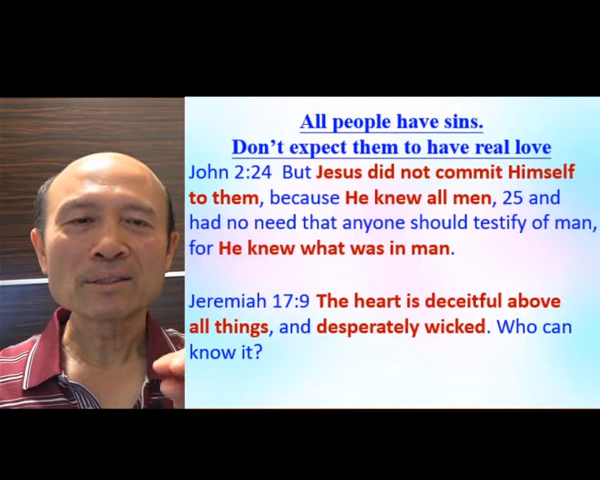 All people have sins.
Don’t expect them to have real love
John 2:24  But Jesus did not commit Himself
to them, because He knew all men, 25 and
had no need that anyone should testify of man,
for He knew what was in man.
Jeremiah 17:9 The heart is deceitful above
all things, and desperately wicked. Who can
know it?